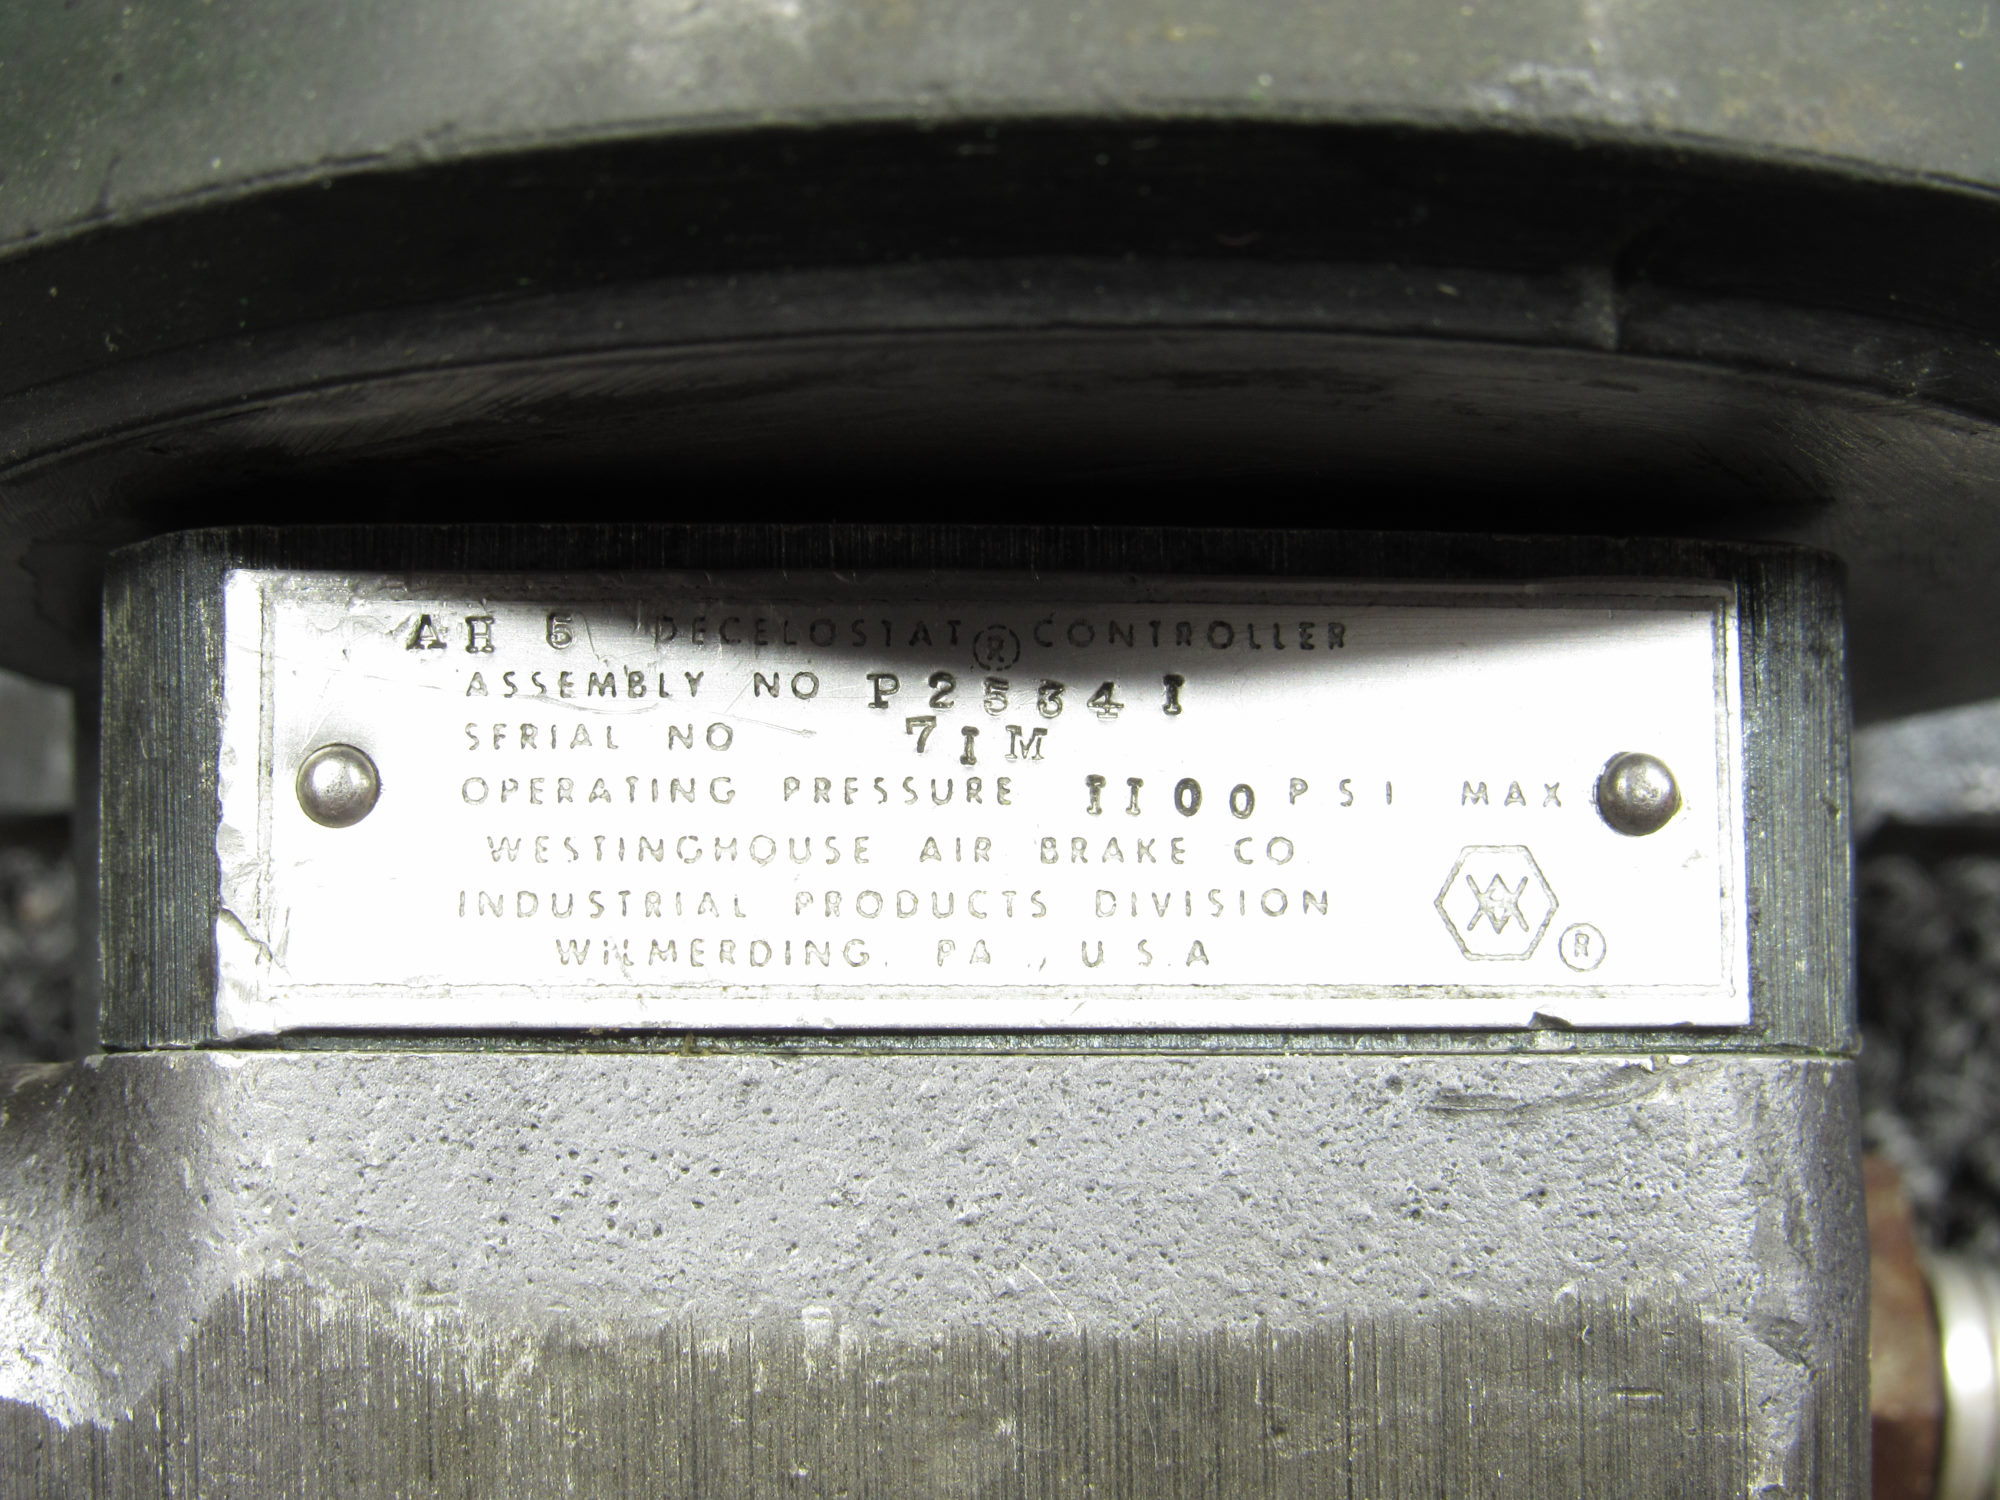 AH 5 DECELOSTAT ® CONTROLLER
ASSEMBLY NO P25341
SERIAL NO 71M
OPERATING PRESSURE 1100 PSI MAX
WESTINGHOUSE AIR BRAKE CO
INDUSTRIAL PRODUCTS DIVISION
WILMERDING, PA., U.S.A
®